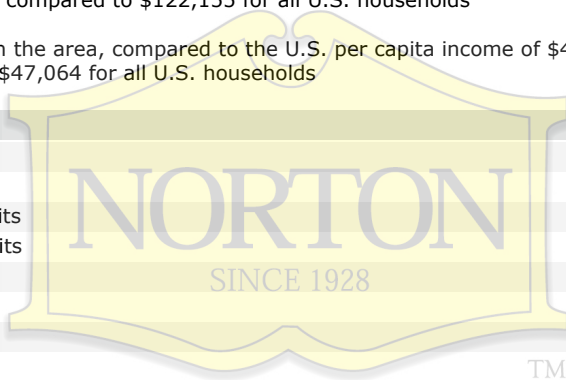 compared to $122,155 for all U.S. households
the area, compared to the U.S. per capita income of $4
$47,064 for all U.S. households
its
its
NORTON
SINCE 1928
TM